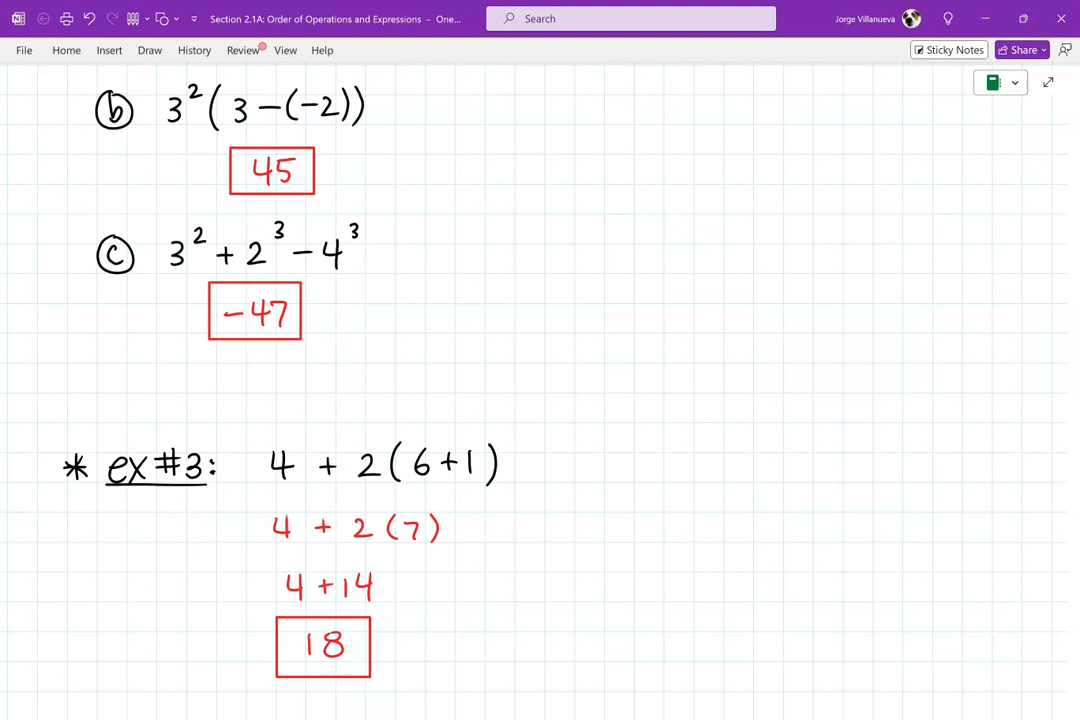 Section 2.1A: Order of Operations and Expressions - One...
Search
Jorge Villanueva
File Home Insert Draw History Review View Help
Sticky Notes
Share
ⓑ 3² ( 3 − (−2))
45
ⓒ 3² + 2³ − 4³
−47
* ex#3: 4 + 2 ( 6+1 )
4 + 2 (7)
4 + 14
18